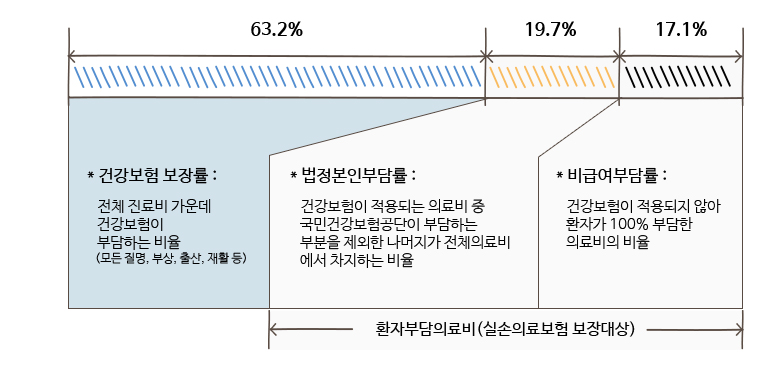 63.2%
19.7%
17.1%
* 건강보험 보장률 :
전체 진료비 가운데
건강보험이
부담하는 비율
(모든 질명, 부상, 출산, 재활 등)
* 법정본인부담률 :
건강보험이 적용되는 의료비 중
국민건강보험공단이 부담하는
부분을 제외한 나머지가 전체의료비
에서 차지하는 비율
* 비급여부담률 :
건강보험이 적용되지 않아
환자가 100% 부담한
의료비의 비율
환자부담의료비(실손의료보험 보장대상)